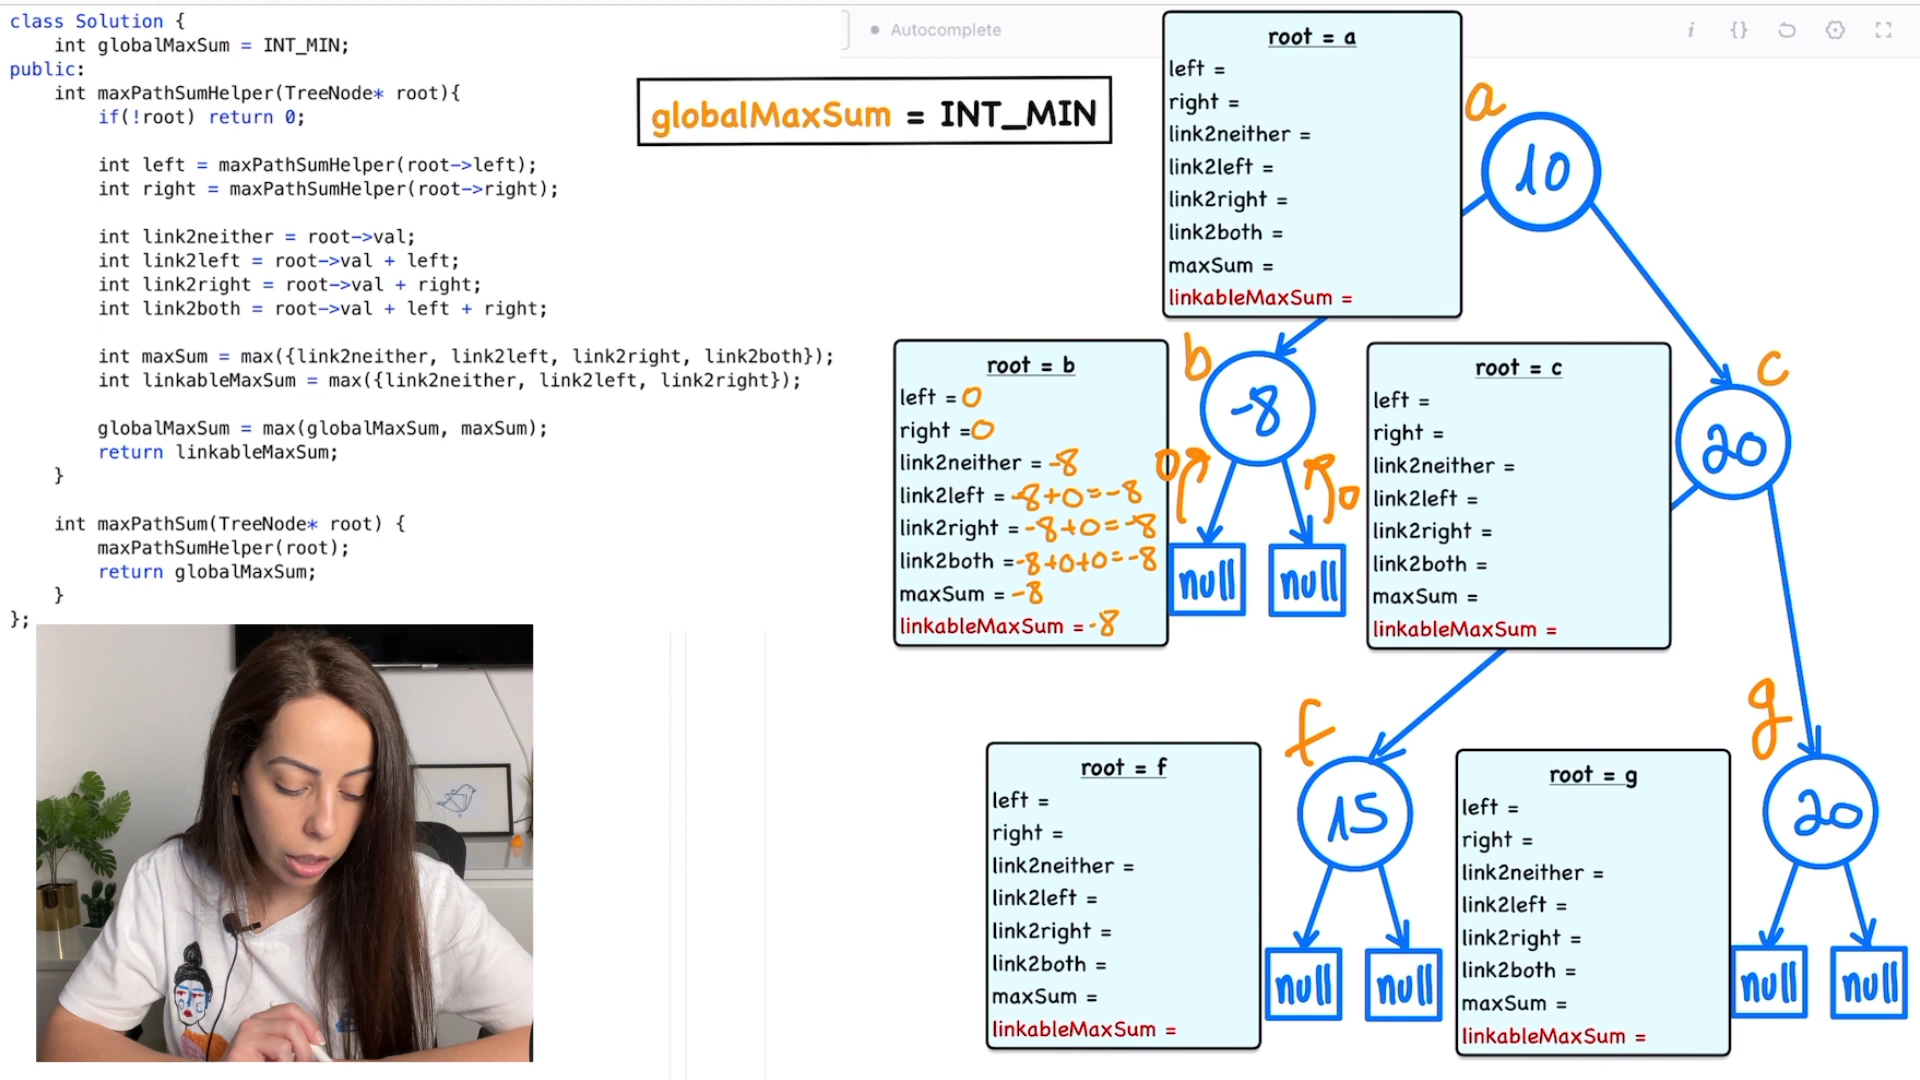 class Solution {
int globalMaxSum = INT_MIN;
public:
int maxPathSumHelper(TreeNode* root){
if(!root) return 0;
int left = maxPathSumHelper(root->left);
int right = maxPathSumHelper(root->right);
int link2neither = root->val;
int link2left = root->val + left;
int link2right = root->val + right;
int link2both = root->val + left + right;
int maxSum = max({link2neither, link2left, link2right, link2both});
int linkableMaxSum = max({link2neither, link2left, link2right});
globalMaxSum = max(globalMaxSum, maxSum);
return linkableMaxSum;
}
int maxPathSum(TreeNode* root) {
maxPathSumHelper(root);
return globalMaxSum;
}
};
Autocomplete
i {}
globalMaxSum = INT_MIN
root = a
left =
right =
link2neither =
link2left =
link2right =
link2both =
maxSum =
linkableMaxSum =
a
10
root = b
left = 0
right = 0
link2neither = -8
link2left = -8+0=-8
link2right = -8+0=-8
link2both = -8+0+0=-8
maxSum = -8
linkableMaxSum = -8
b
-8
0
0
null
null
root = c
left =
right =
link2neither =
link2left =
link2right =
link2both =
maxSum =
linkableMaxSum =
c
20
root = f
left =
right =
link2neither =
link2left =
link2right =
link2both =
maxSum =
linkableMaxSum =
f
15
null
null
root = g
left =
right =
link2neither =
link2left =
link2right =
link2both =
maxSum =
linkableMaxSum =
g
20
null
null